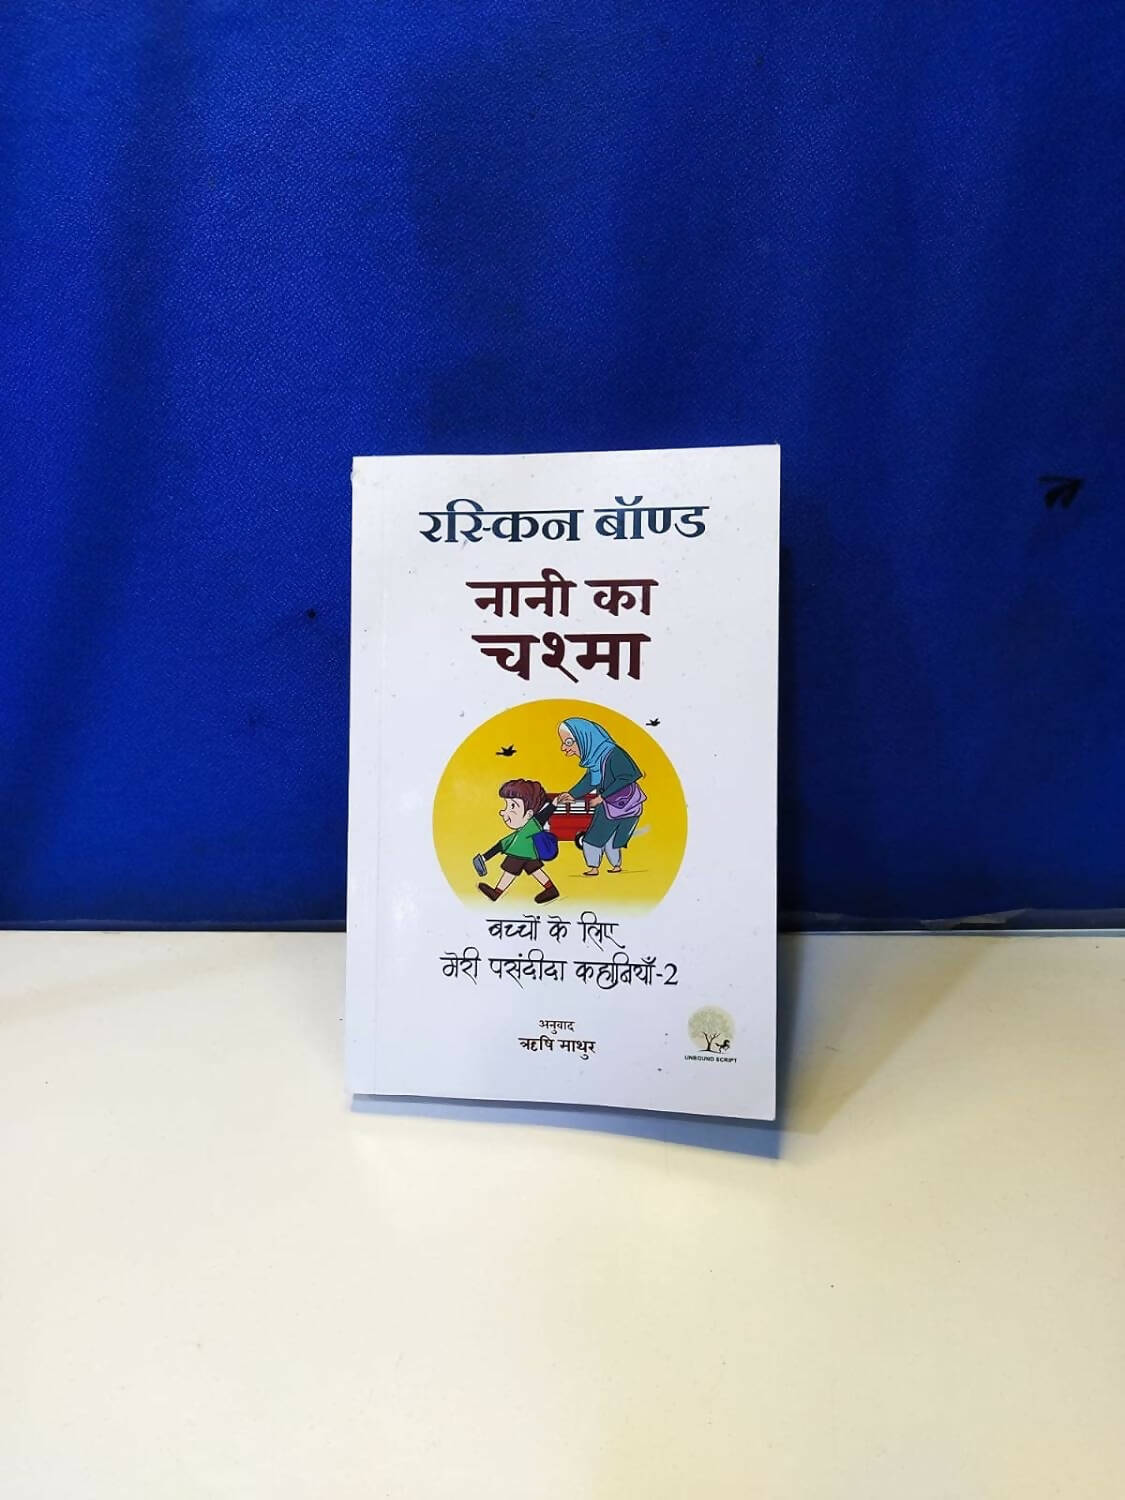 रस्किन बॉण्ड
नानी का
चश्मा
बच्चों के लिए
मेरी पसंदीदा कहानियाँ-2
अनुवाद
ऋषि माथुर
UNBOUND SCRIPT